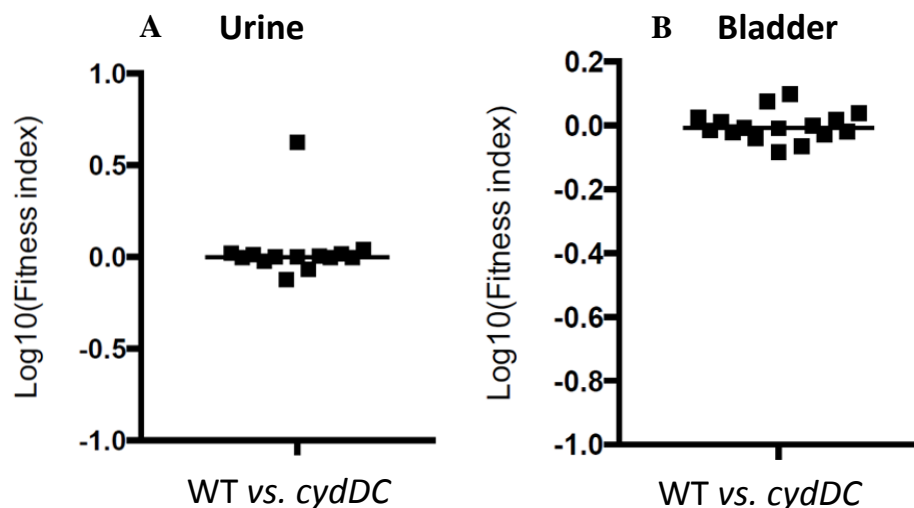 A Urine
1.0
0.5
0.0
-0.5
-1.0
Log10(Fitness index)
WT vs. cydDC
B Bladder
0.2
0.0
-0.2
-0.4
-0.6
-0.8
-1.0
Log10(Fitness index)
WT vs. cydDC